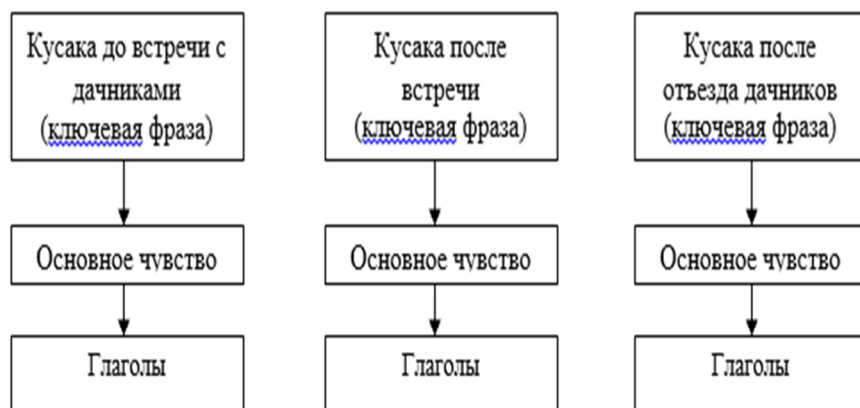 Кусака до встречи с
дачниками
(ключевая фраза)
Кусака после
встречи
(ключевая фраза)
Кусака после
отъезда дачников
(ключевая фраза)
Основное чувство
Основное чувство
Основное чувство
Глаголы
Глаголы
Глаголы